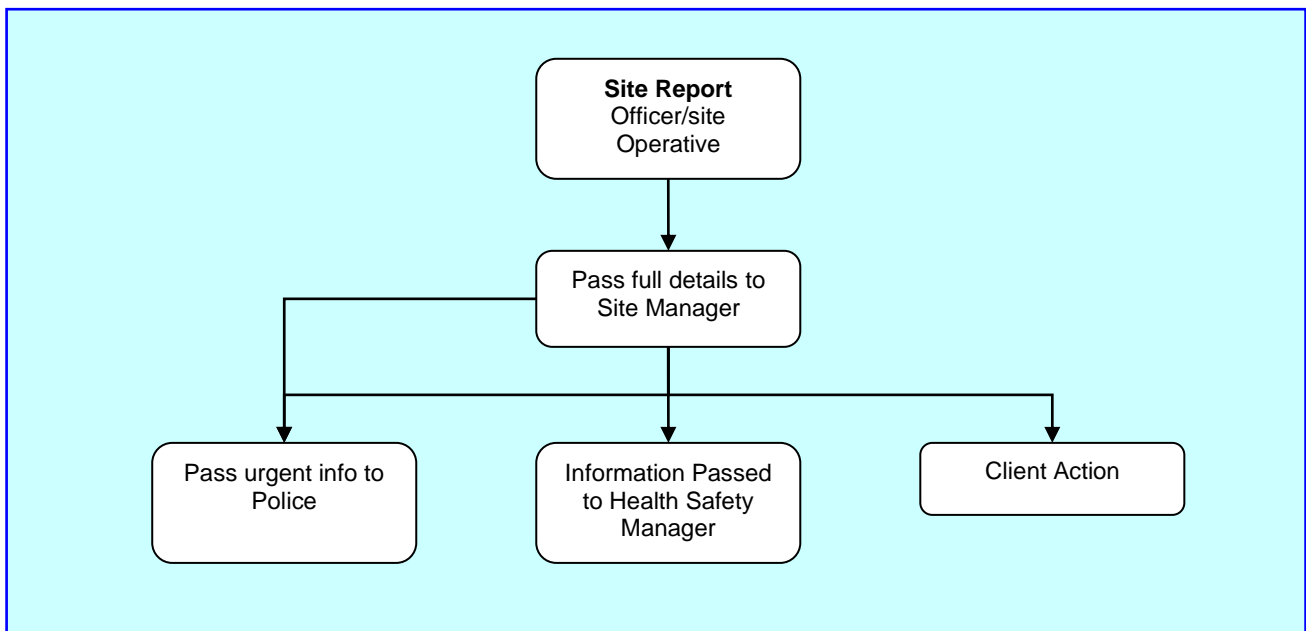 Site Report
Officer/site
Operative
Pass full details to
Site Manager
Pass urgent info to
Police
Information Passed
to Health Safety
Manager
Client Action